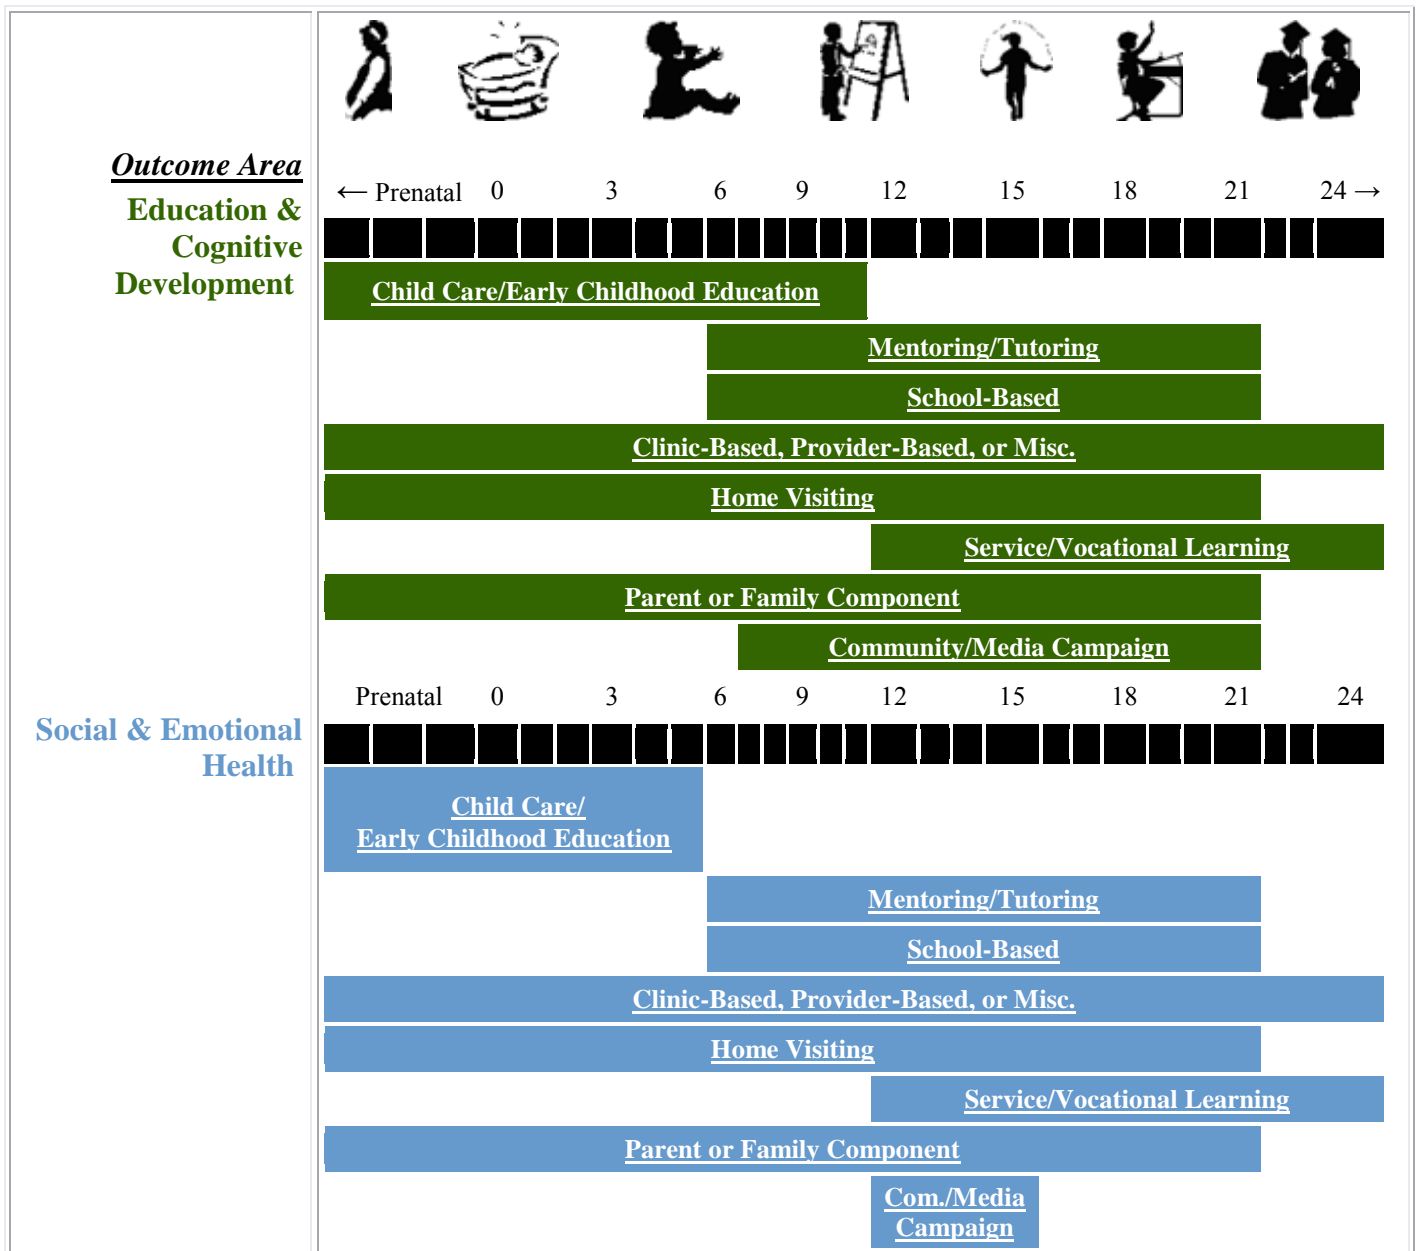 Outcome Area
Education &
Cognitive
Development
← Prenatal 0 3 6 9 12 15 18 21 24 →
Child Care/Early Childhood Education
Mentoring/Tutoring
School-Based
Clinic-Based, Provider-Based, or Misc.
Home Visiting
Service/Vocational Learning
Parent or Family Component
Community/Media Campaign
Prenatal 0 3 6 9 12 15 18 21 24
Social & Emotional
Health
Child Care/
Early Childhood Education
Mentoring/Tutoring
School-Based
Clinic-Based, Provider-Based, or Misc.
Home Visiting
Service/Vocational Learning
Parent or Family Component
Com./Media
Campaign